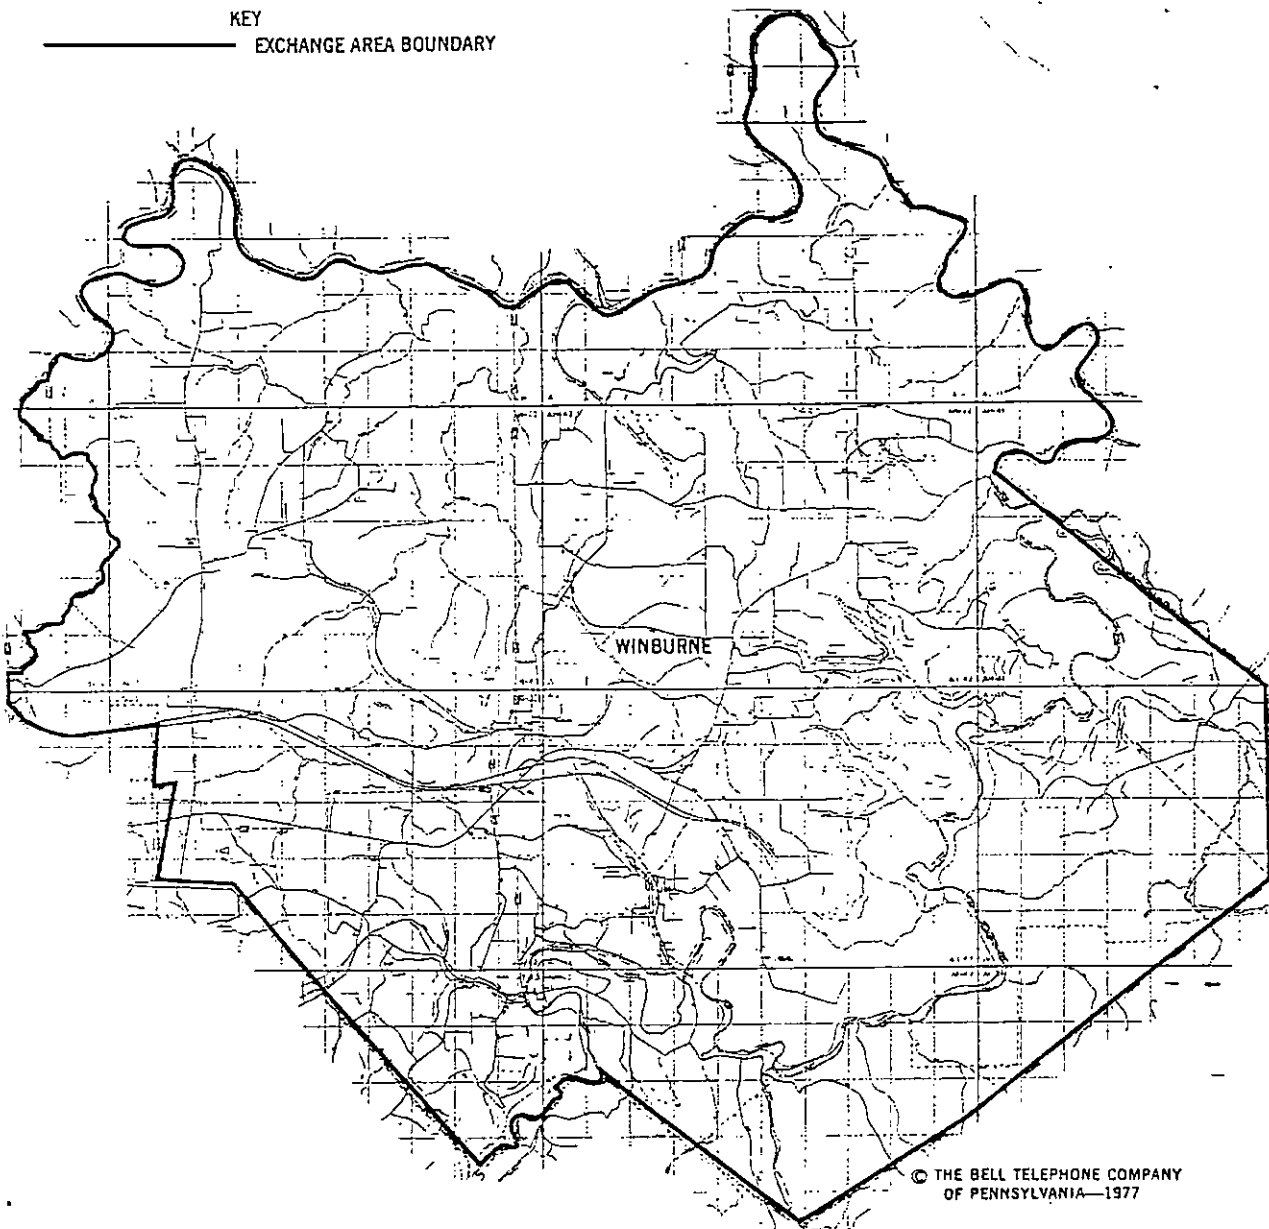 KEY
EXCHANGE AREA BOUNDARY
WINBURNE
© THE BELL TELEPHONE COMPANY
OF PENNSYLVANIA—1977